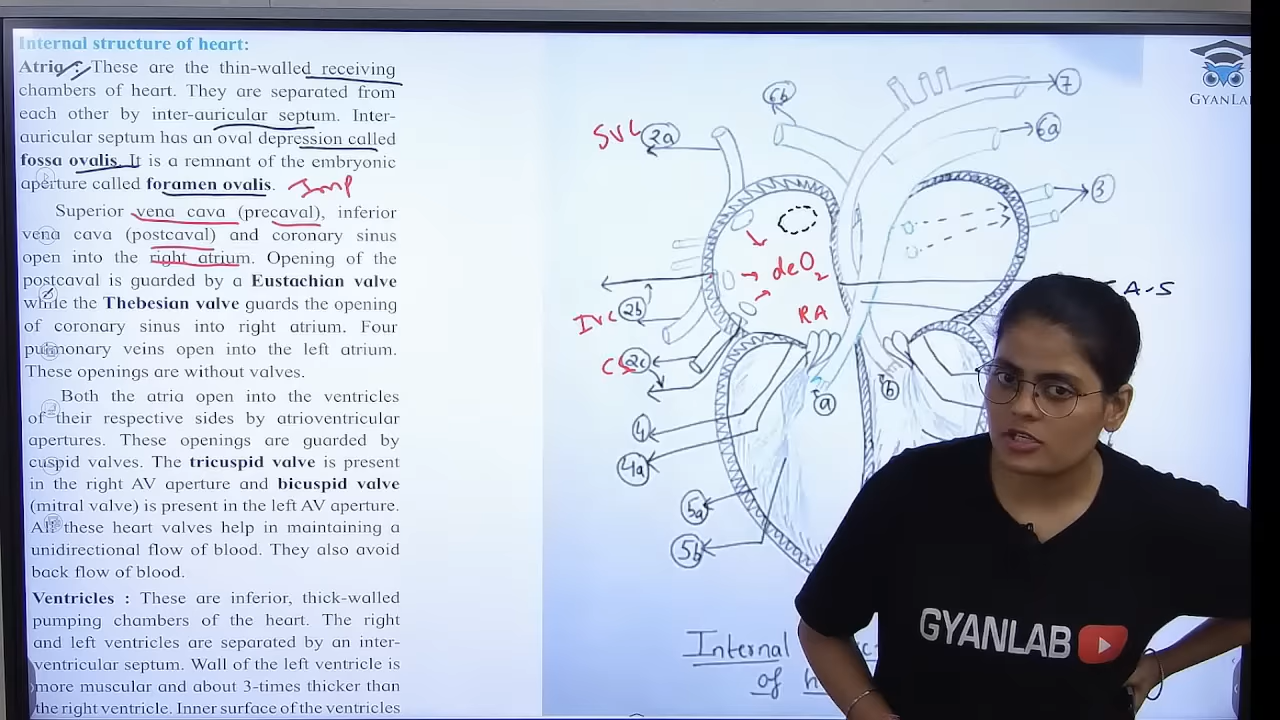 Internal structure of heart:
Atria : These are the thin-walled receiving
chambers of heart. They are separated from
each other by inter-auricular septum. Inter-
auricular septum has an oval depression called
fossa ovalis. It is a remnant of the embryonic
aperture called foramen ovalis. Imp
Superior vena cava (precaval), inferior
vena cava (postcaval) and coronary sinus
open into the right atrium. Opening of the
postcaval is guarded by a Eustachian valve
while the Thebesian valve guards the opening
of coronary sinus into right atrium. Four
pulmonary veins open into the left atrium.
These openings are without valves.
Both the atria open into the ventricles
of their respective sides by atrioventricular
apertures. These openings are guarded by
cuspid valves. The tricuspid valve is present
in the right AV aperture and bicuspid valve
(mitral valve) is present in the left AV aperture.
All these heart valves help in maintaining a
unidirectional flow of blood. They also avoid
back flow of blood.
Ventricles : These are inferior, thick-walled
pumping chambers of the heart. The right
and left ventricles are separated by an inter-
ventricular septum. Wall of the left ventricle is
more muscular and about 3-times thicker than
the right ventricle. Inner surface of the ventricles
6b
7
SVC 2a
6a
3
deO2
A-S
IVC 2b
RA
CS 2c
a
b
4
4a
5a
5b
Internal
of
GYANLAB
GYANLAB